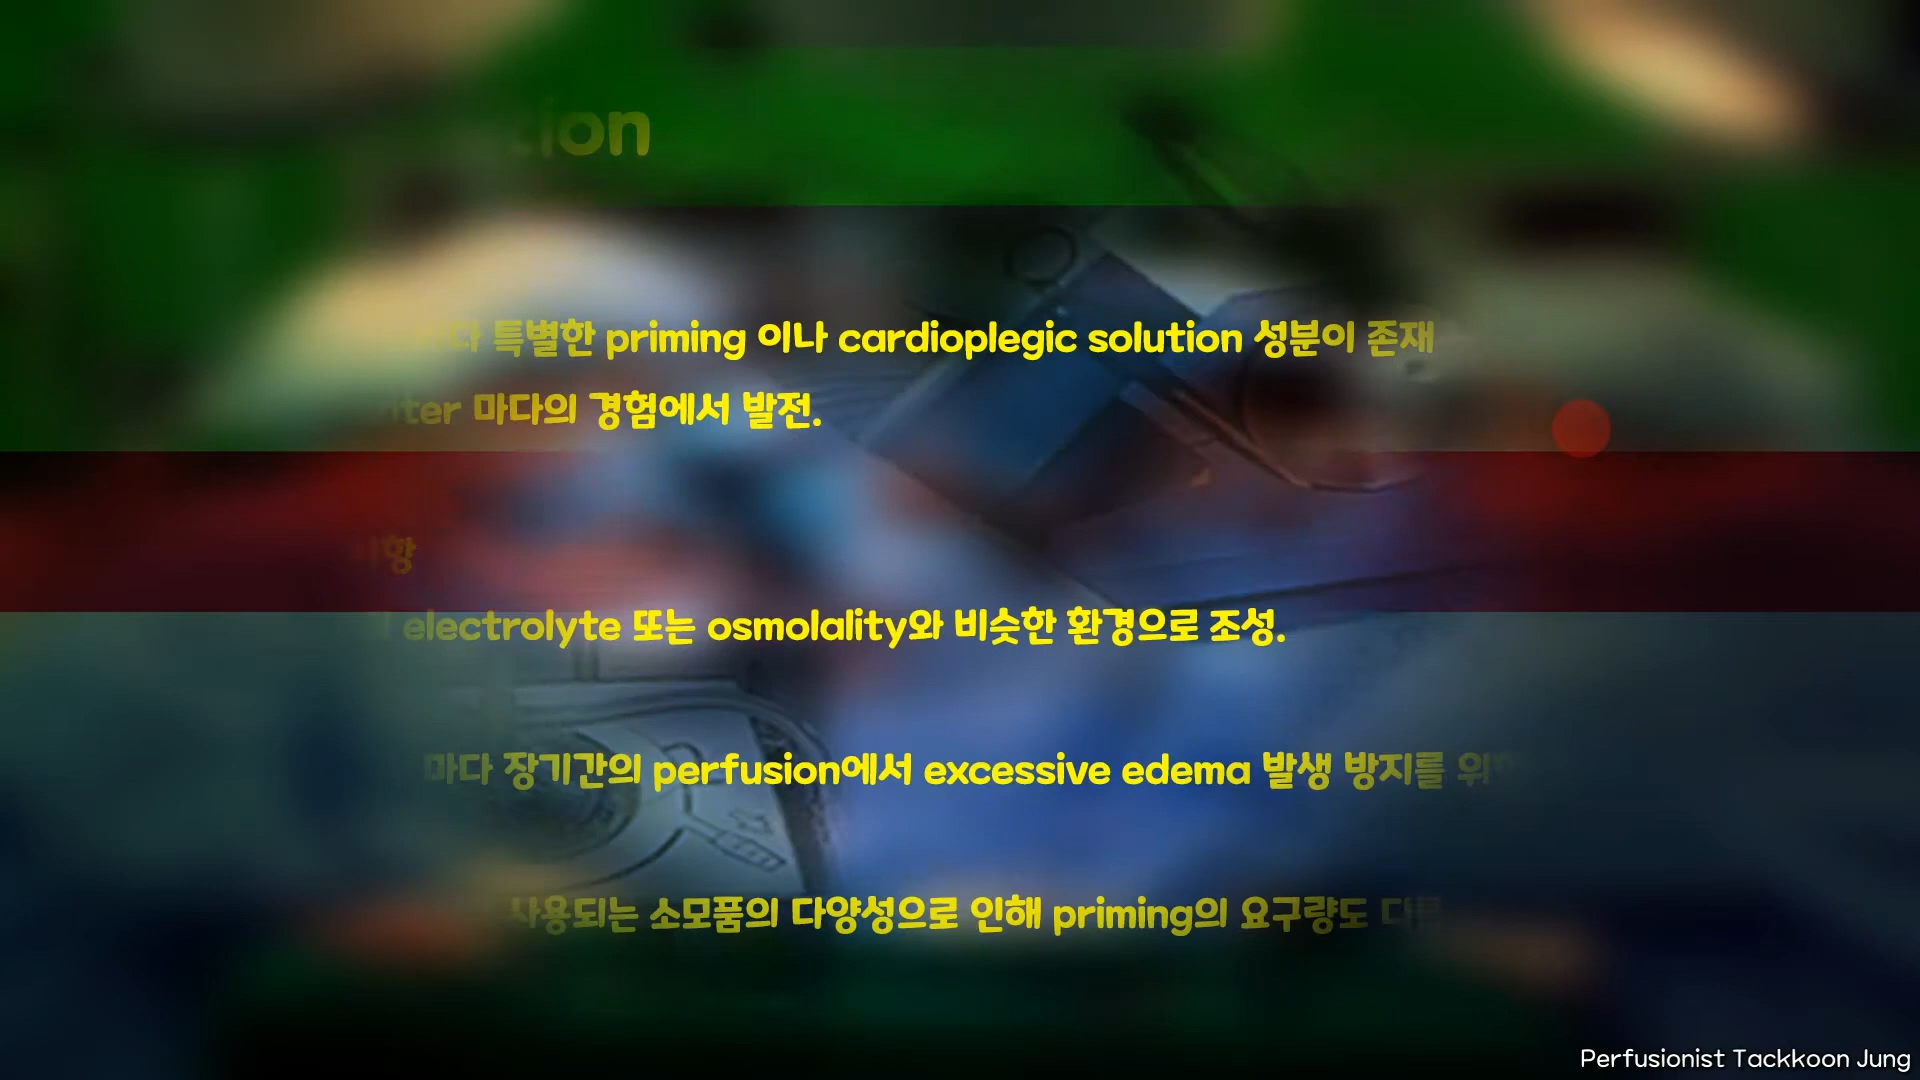 특별한 priming 이나 cardioplegic solution 성분이 존재
마다의 경험에서 발전.
electrolyte 또는 osmolality와 비슷한 환경으로 조성.
마다 장기간의 perfusion에서 excessive edema 발생 방지를
사용되는 소모품의 다양성으로 인해 priming의 요구량도
Perfusionist Tackkoon Jung